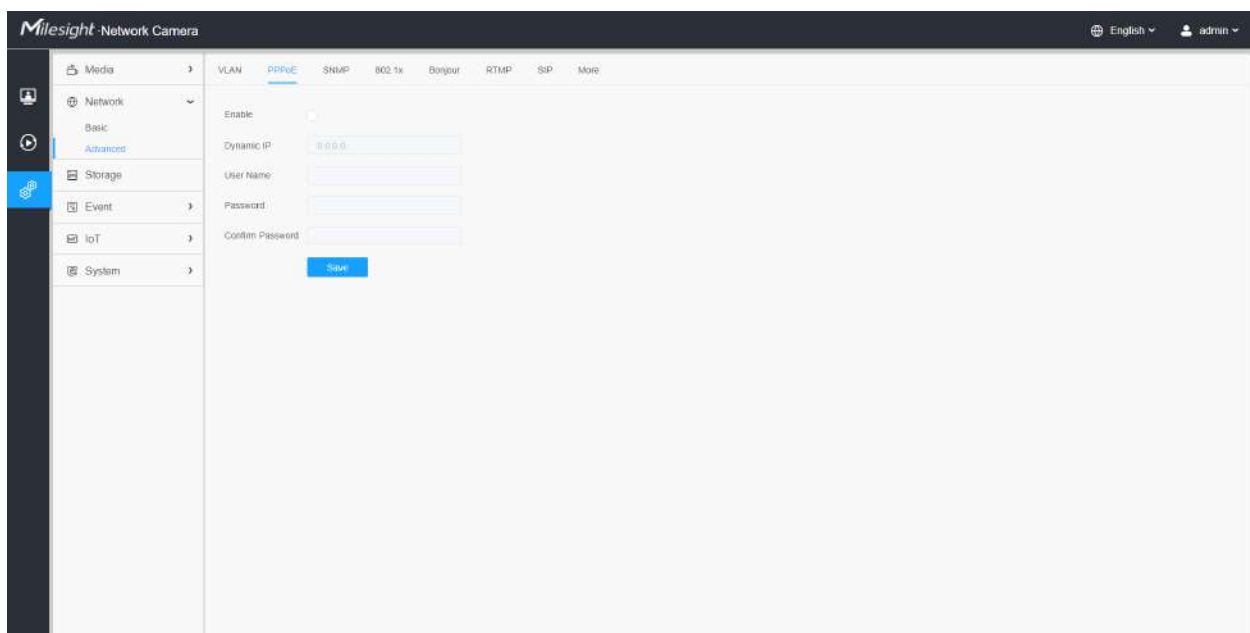 Milesight ·Network Camera
English
admin
Media
VLAN PPPoE SNMP 802.1x Bonjour RTMP SIP More
Network
Basic
Advanced
Storage
Event
IoT
System
Enable
Dynamic IP 0.0.0.0
User Name
Password
Confirm Password
Save